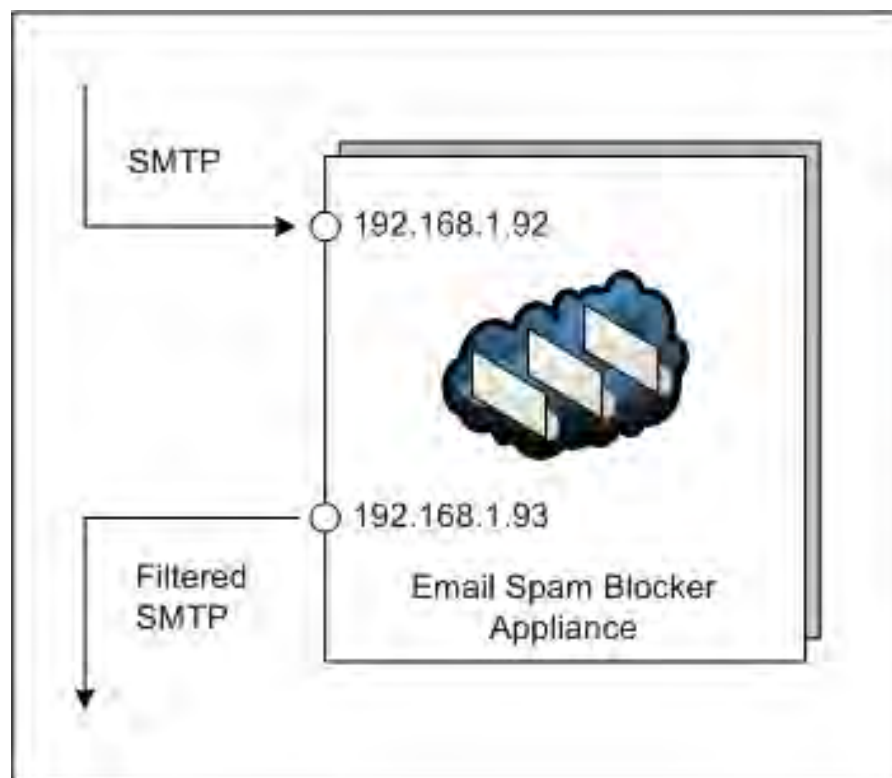 SMTP
192.168.1.92
192.168.1.93
Filtered
SMTP
Email Spam Blocker
Appliance